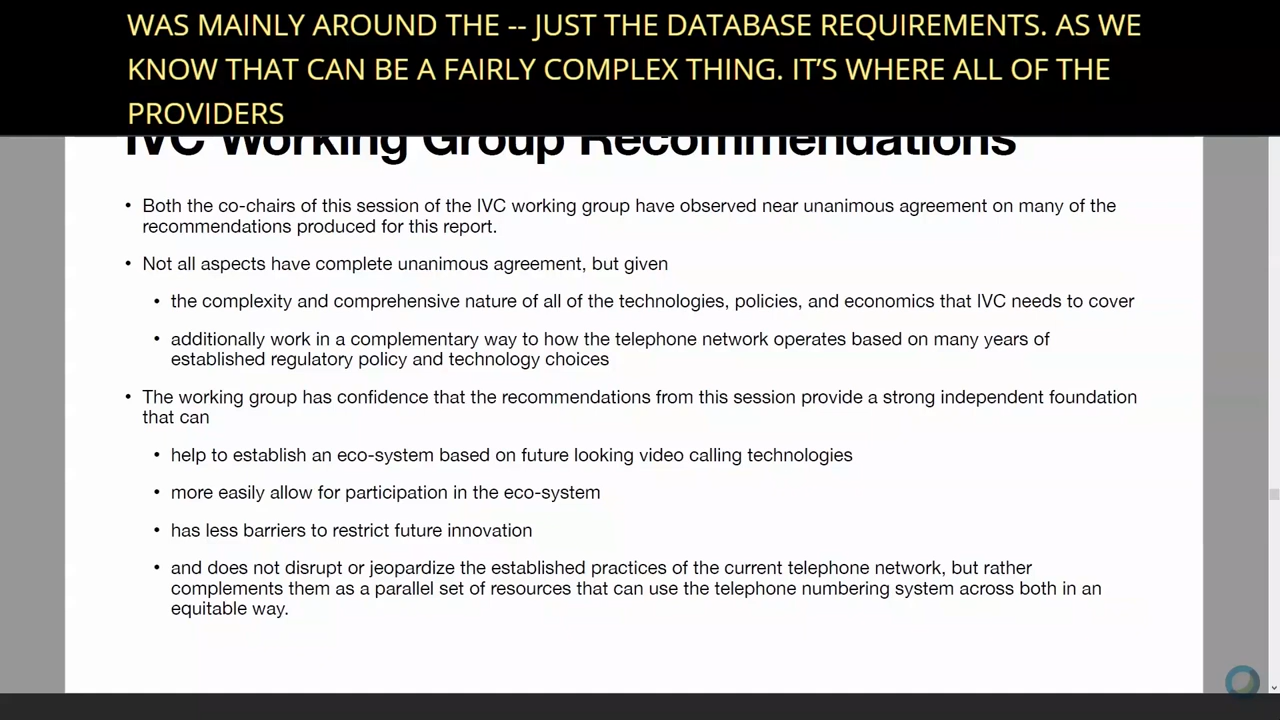 WAS MAINLY AROUND THE -- JUST THE DATABASE REQUIREMENTS. AS WE
KNOW THAT CAN BE A FAIRLY COMPLEX THING. IT'S WHERE ALL OF THE
PROVIDERS
IVC Working Group Recommendations
• Both the co-chairs of this session of the IVC working group have observed near unanimous agreement on many of the
recommendations produced for this report.
• Not all aspects have complete unanimous agreement, but given
• the complexity and comprehensive nature of all of the technologies, policies, and economics that IVC needs to cover
• additionally work in a complementary way to how the telephone network operates based on many years of
established regulatory policy and technology choices
• The working group has confidence that the recommendations from this session provide a strong independent foundation
that can
• help to establish an eco-system based on future looking video calling technologies
• more easily allow for participation in the eco-system
• has less barriers to restrict future innovation
• and does not disrupt or jeopardize the established practices of the current telephone network, but rather
complements them as a parallel set of resources that can use the telephone numbering system across both in an
equitable way.